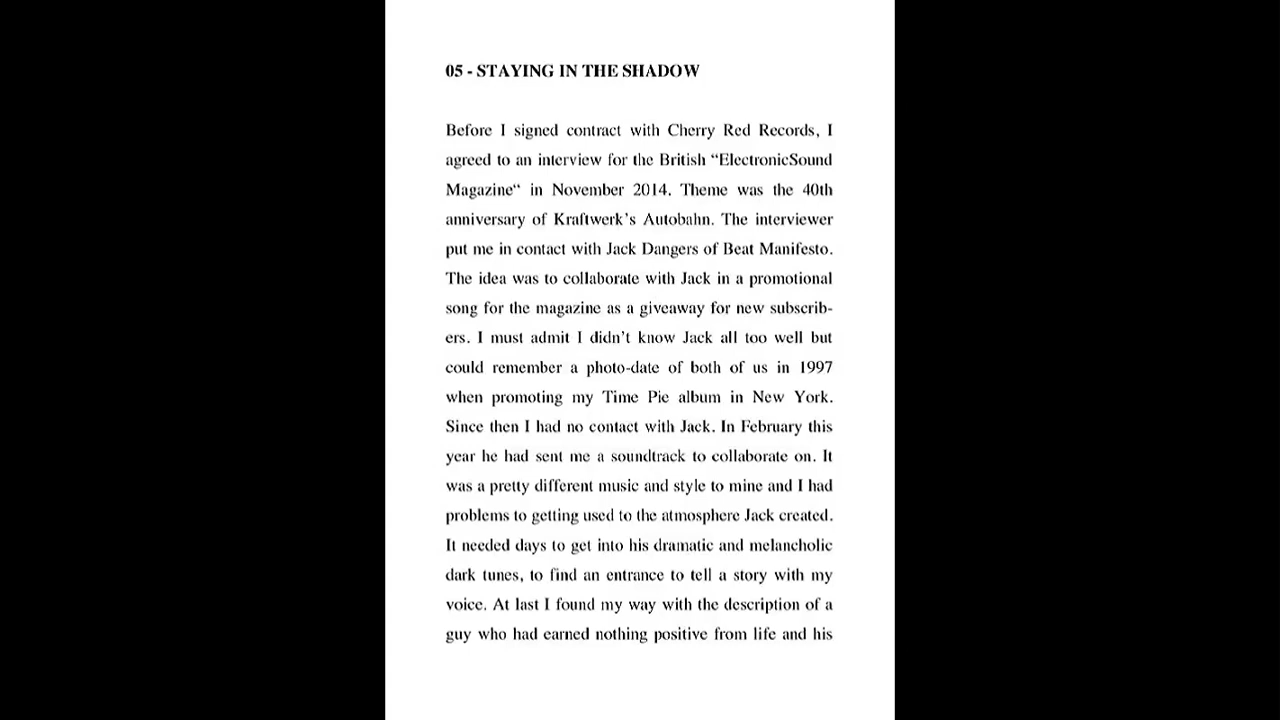 05 - STAYING IN THE SHADOW
Before I signed contract with Cherry Red Records, I
agreed to an interview for the British “ElectronicSound
Magazine“ in November 2014. Theme was the 40th
anniversary of Kraftwerk’s Autobahn. The interviewer
put me in contact with Jack Dangers of Beat Manifesto.
The idea was to collaborate with Jack in a promotional
song for the magazine as a giveaway for new subscrib-
ers. I must admit I didn’t know Jack all too well but
could remember a photo-date of both of us in 1997
when promoting my Time Pie album in New York.
Since then I had no contact with Jack. In February this
year he had sent me a soundtrack to collaborate on. It
was a pretty different music and style to mine and I had
problems to getting used to the atmosphere Jack created.
It needed days to get into his dramatic and melancholic
dark tunes, to find an entrance to tell a story with my
voice. At last I found my way with the description of a
guy who had earned nothing positive from life and his